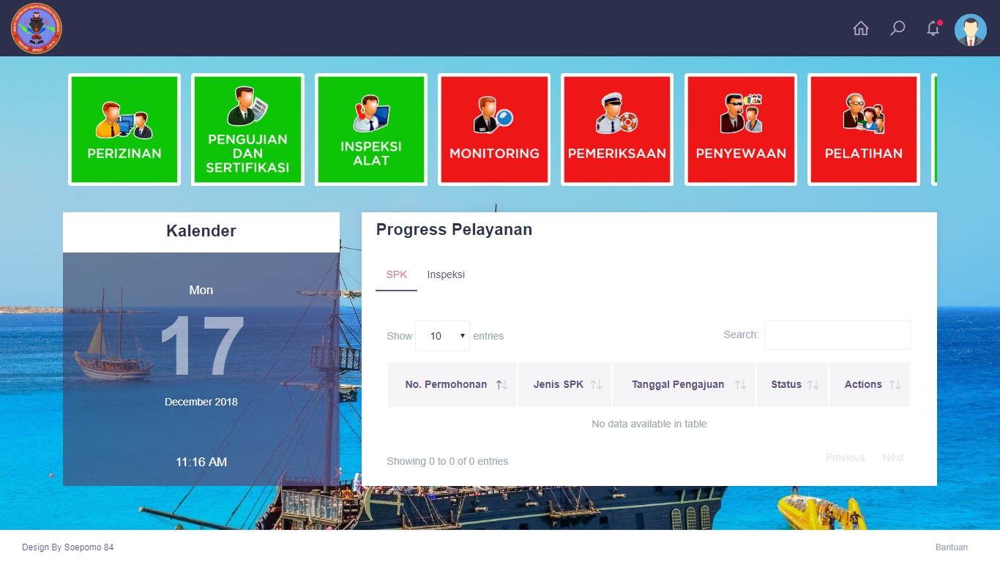 PERIZINAN
PENGUJIAN
DAN
SERTIFIKASI
INSPEKSI
ALAT
MONITORING
PEMERIKSAAN
PENYEWAAN
PELATIHAN
Kalender
Mon
17
December 2018
11:16 AM
Progress Pelayanan
SPK Inspeksi
Show 10 entries Search:
No. Permohonan Jenis SPK Tanggal Pengajuan Status Actions
No data available in table
Showing 0 to 0 of 0 entries Previous Next
Design By Soepomo 84 Bantuan